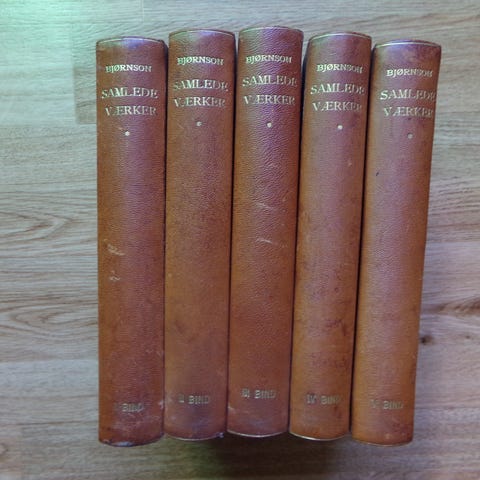 BJØRNSON
SAMLEDE
VÆRKER
I BIND
BJØRNSON
SAMLEDE
VÆRKER
II BIND
BJØRNSON
SAMLEDE
VÆRKER
III BIND
BJØRNSON
SAMLEDE
VÆRKER
IV BIND
BJØRNSON
SAMLEDE
VÆRKER
V BIND